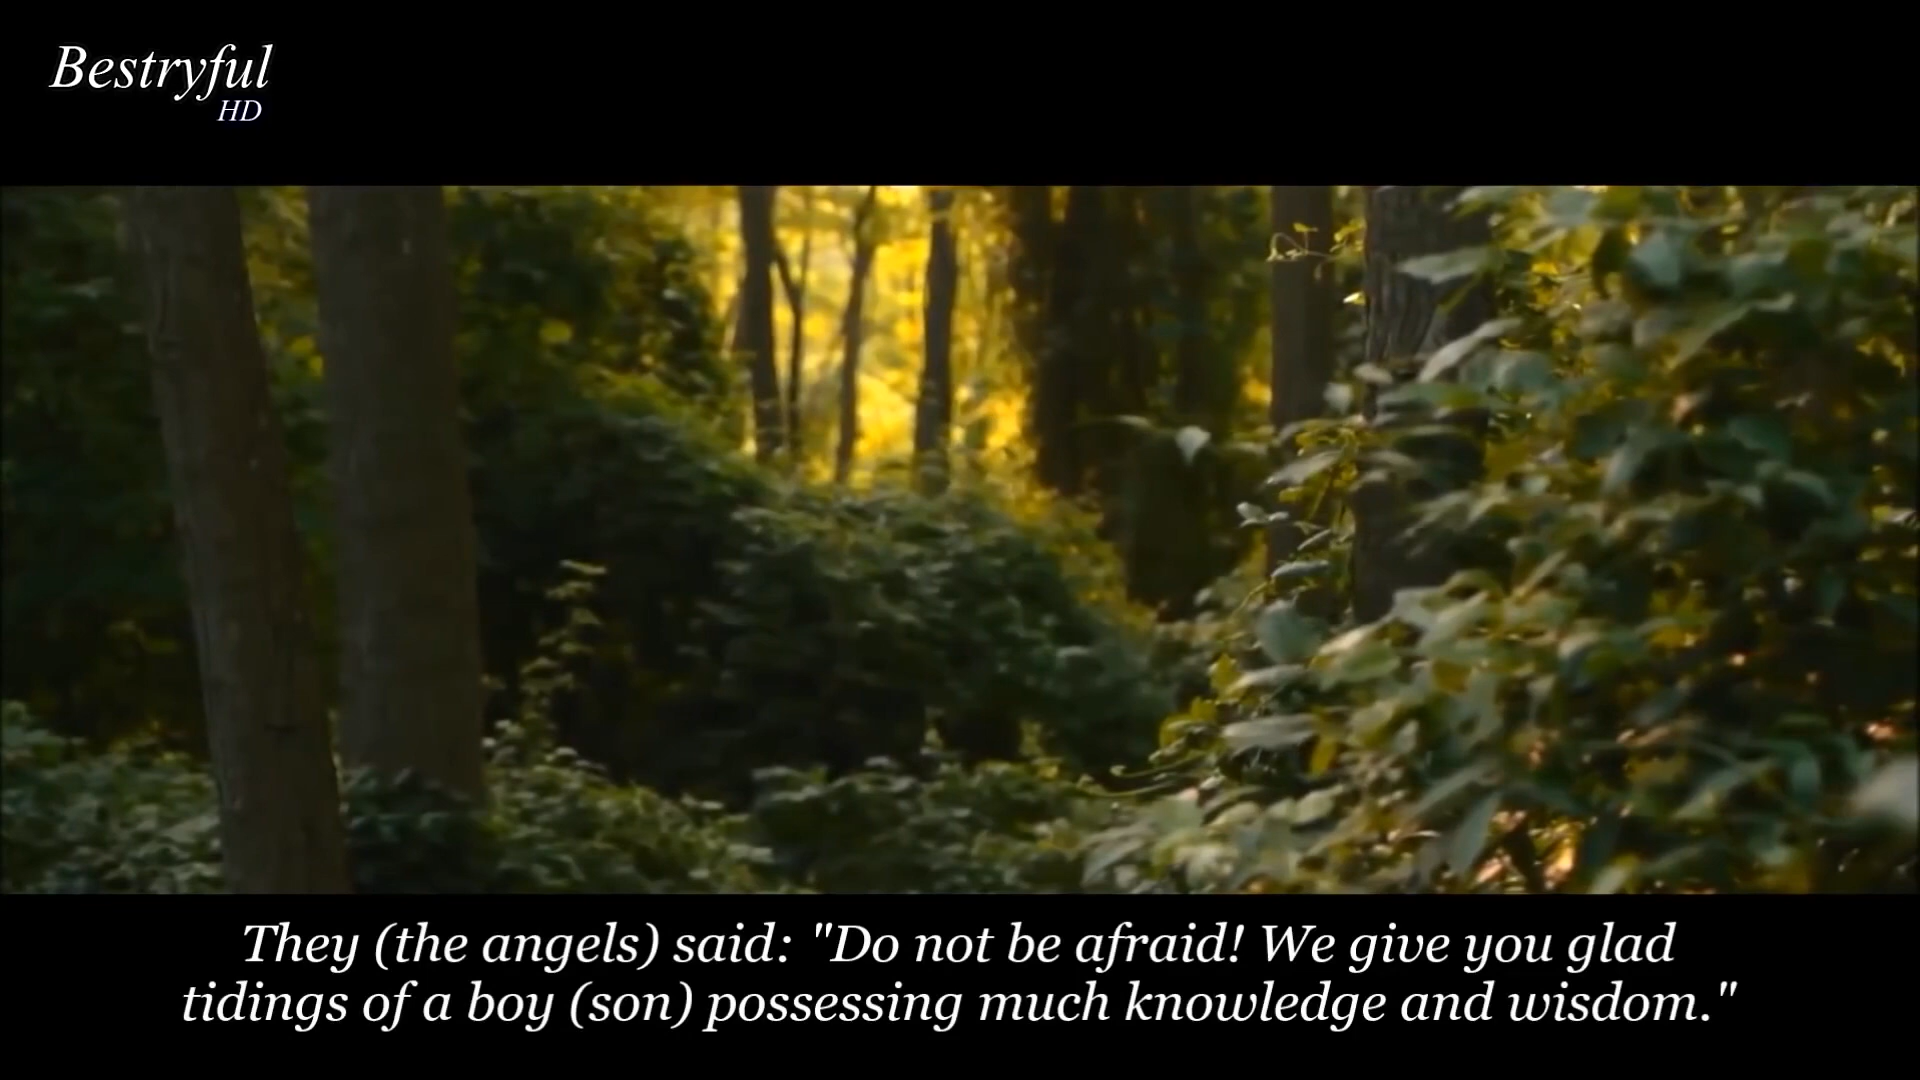 Bestryful
HD
They (the angels) said: "Do not be afraid! We give you glad
tidings of a boy (son) possessing much knowledge and wisdom."